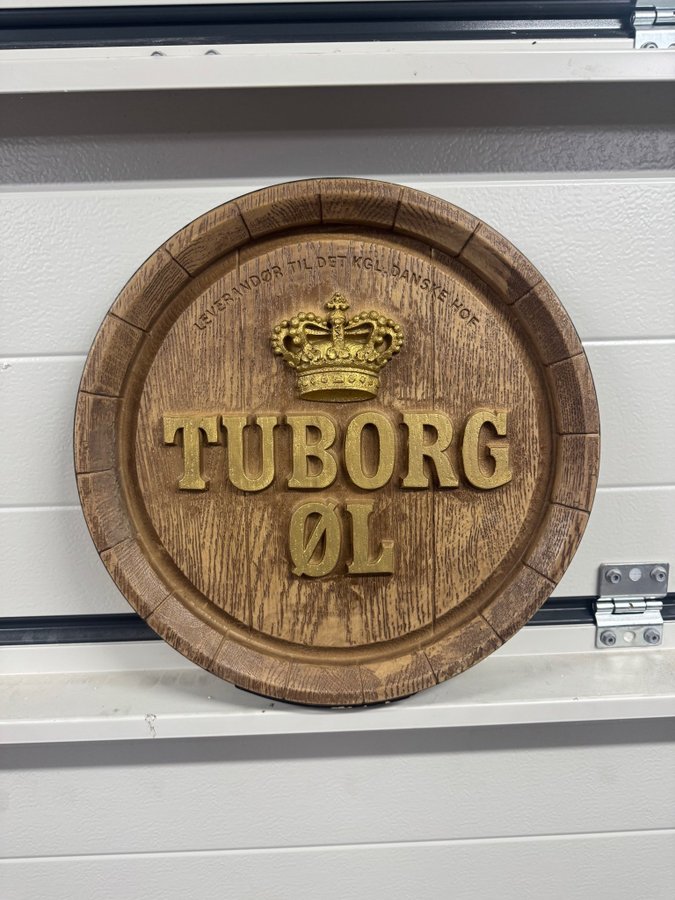 LEVERANDØR TIL DET KGL. DANSKE HOF
TUBORG
ØL